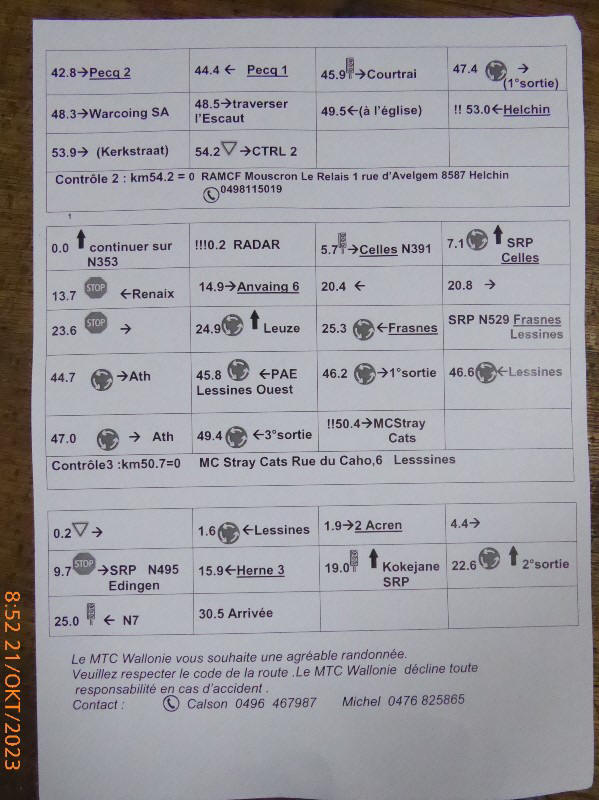 42.8→Pecq 2
44.4 ← Pecq 1
45.9 →Courtrai
47.4 → (1°sortie)
48.3→Warcoing SA
48.5→traverser
l'Escaut
49.5←(à l'église)
!! 53.0←Helchin
53.9→ (Kerkstraat)
54.2 →CTRL 2
Contrôle 2 : km54.2 = 0 RAMCF Mouscron Le Relais 1 rue d'Avelgem 8587 Helchin
0498115019
1
0.0 ↑ continuer sur
N353
!!!0.2 RADAR
5.7 →Celles N391
7.1 ↑ SRP
Celles
13.7 STOP ←Renaix
14.9→Anvaing 6
20.4 ←
20.8 →
23.6 STOP →
24.9 ↑ Leuze
25.3 ←Frasnes
SRP N529 Frasnes
Lessines
44.7 →Ath
45.8 ←PAE
Lessines Ouest
46.2 →1°sortie
46.6 ←Lessines
47.0 → Ath
49.4 ←3°sortie
!!50.4→MCStray
Cats
Contrôle3 :km50.7=0 MC Stray Cats Rue du Caho,6 Lesssines
0.2 →
1.6 ←Lessines
1.9→2 Acren
4.4→
9.7 STOP →SRP N495
Edingen
15.9←Herne 3
19.0 ↑ Kokejane
SRP
22.6 ↑ 2°sortie
25.0 ← N7
30.5 Arrivée
Le MTC Wallonie vous souhaite une agréable randonnée.
Veuillez respecter le code de la route .Le MTC Wallonie décline toute
responsabilité en cas d'accident .
Contact : Calson 0496 467987 Michel 0476 825865
8:52 21/OKT/2023